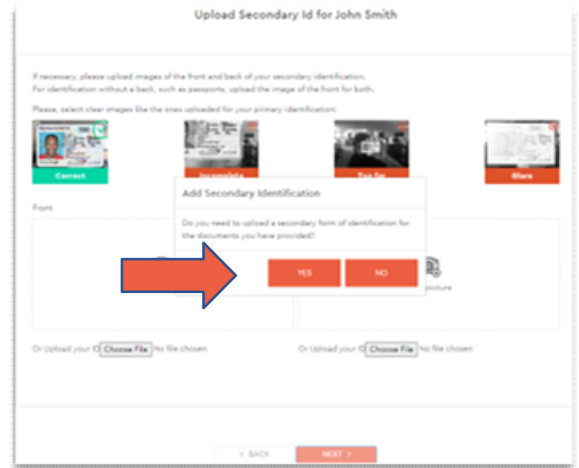 Upload Secondary Id for John Smith
If necessary, please upload images of the front and back of your secondary identification.
For identification without a back, such as passports, upload the image of the front for both.
Please, select clear images like the ones uploaded for your primary identification:
Correct
Incomplete
Too far
Glare
Add Secondary Identification
Do you need to upload a secondary form of identification for
the documents you have provided?
YES
NO
Front
picture
Or Upload your ID Choose File No file chosen
Or Upload your ID Choose File No file chosen
< BACK
NEXT >